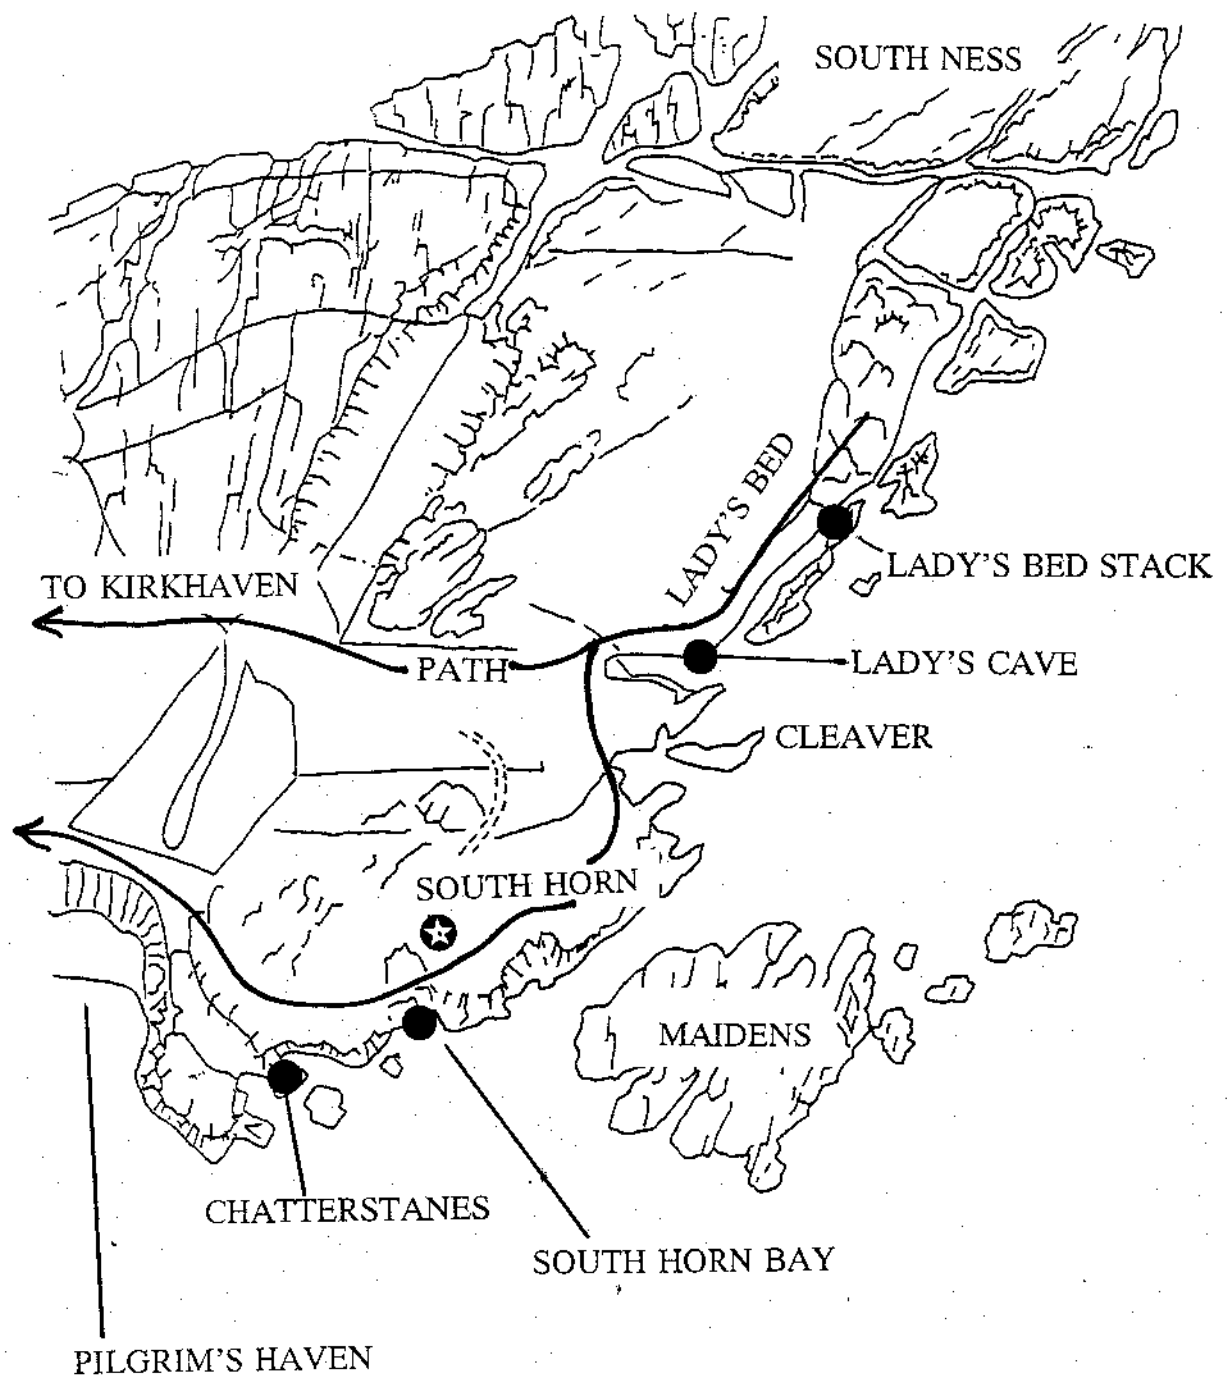 SOUTH NESS
LADY'S BED
LADY'S BED STACK
TO KIRKHAVEN
LADY'S CAVE
PATH
CLEAVER
SOUTH HORN
MAIDENS
CHATTERSTANES
SOUTH HORN BAY
PILGRIM'S HAVEN